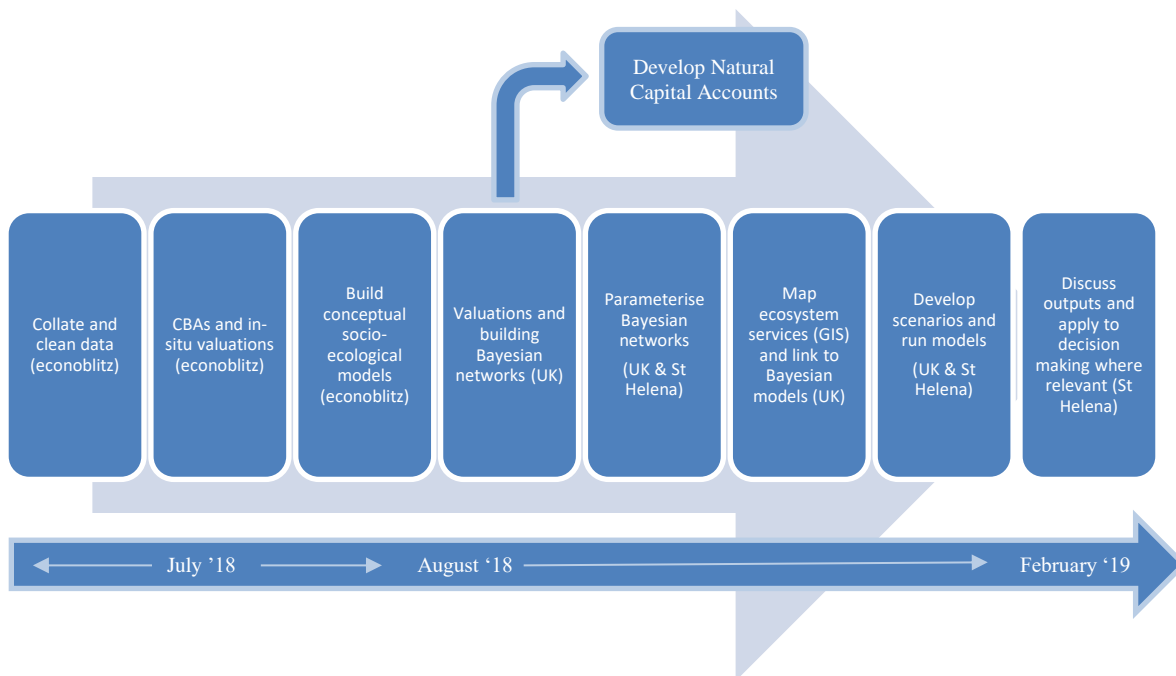 Develop Natural
Capital Accounts
Collate and
clean data
(econoblitz)
CBAs and in-
situ valuations
(econoblitz)
Build
conceptual
socio-
ecological
models
(econoblitz)
Valuations and
building
Bayesian
networks (UK)
Parameterise
Bayesian
networks
(UK & St
Helena)
Map
ecosystem
services (GIS)
and link to
Bayesian
models (UK)
Develop
scenarios and
run models
(UK & St
Helena)
Discuss
outputs and
apply to
decision
making where
relevant (St
Helena)
July ’18
August ‘18
February ‘19